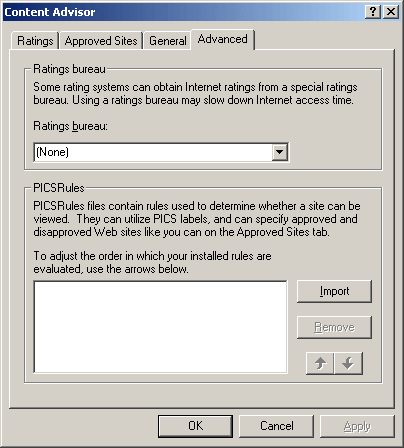 Content Advisor
Ratings Approved Sites General Advanced
Ratings bureau
Some rating systems can obtain Internet ratings from a special ratings
bureau. Using a ratings bureau may slow down Internet access time.
Ratings bureau:
(None)
PICSRules
PICSRules files contain rules used to determine whether a site can be
viewed. They can utilize PICS labels, and can specify approved and
disapproved Web sites like you can on the Approved Sites tab.
To adjust the order in which your installed rules are
evaluated, use the arrows below.
Import
Remove
OK Cancel Apply